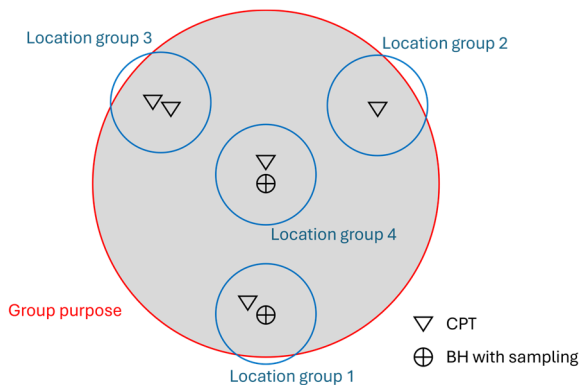 Location group 3
Location group 2
Location group 4
Group purpose
CPT
BH with sampling
Location group 1